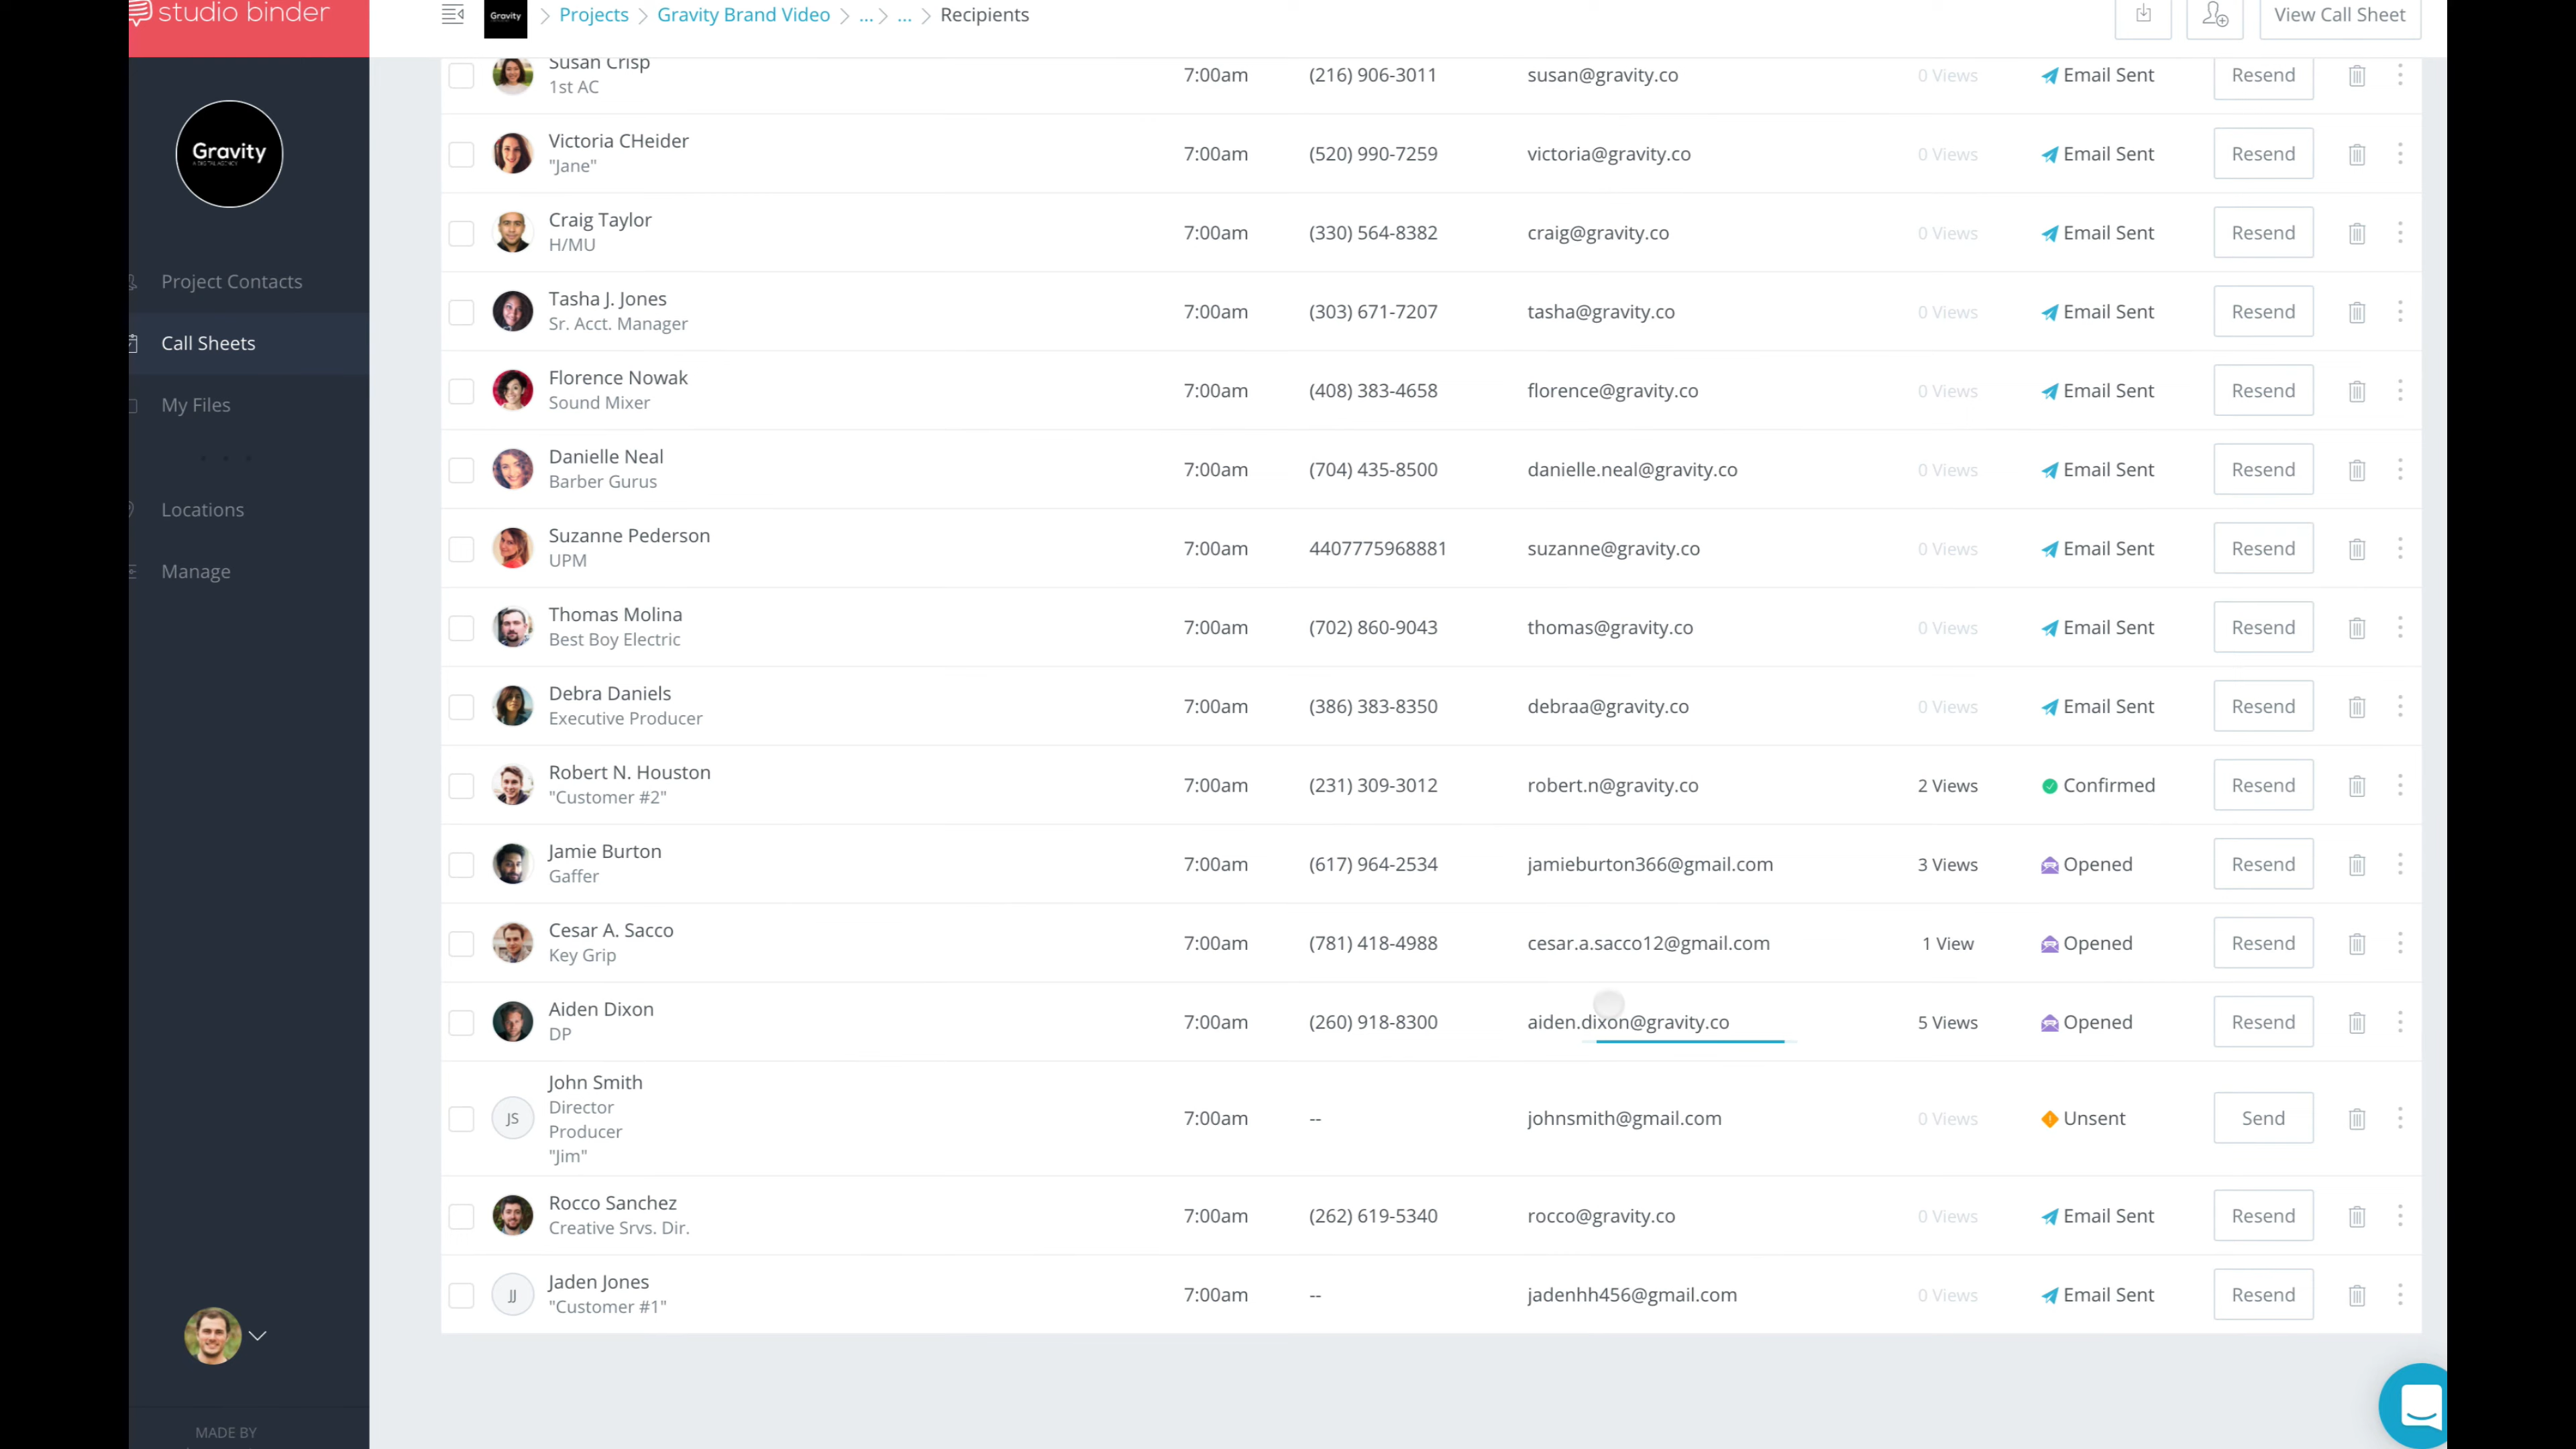 studio binder
Gravity > Projects > Gravity Brand Video > ... > ... > Recipients
View Call Sheet
Gravity
A DIGITAL AGENCY
Project Contacts
Call Sheets
My Files
Locations
Manage
MADE BY
Susan Crisp
1st AC
7:00am (216) 906-3011 susan@gravity.co 0 Views Email Sent Resend
Victoria CHeider
"Jane"
7:00am (520) 990-7259 victoria@gravity.co 0 Views Email Sent Resend
Craig Taylor
H/MU
7:00am (330) 564-8382 craig@gravity.co 0 Views Email Sent Resend
Tasha J. Jones
Sr. Acct. Manager
7:00am (303) 671-7207 tasha@gravity.co 0 Views Email Sent Resend
Florence Nowak
Sound Mixer
7:00am (408) 383-4658 florence@gravity.co 0 Views Email Sent Resend
Danielle Neal
Barber Gurus
7:00am (704) 435-8500 danielle.neal@gravity.co 0 Views Email Sent Resend
Suzanne Pederson
UPM
7:00am 4407775968881 suzanne@gravity.co 0 Views Email Sent Resend
Thomas Molina
Best Boy Electric
7:00am (702) 860-9043 thomas@gravity.co 0 Views Email Sent Resend
Debra Daniels
Executive Producer
7:00am (386) 383-8350 debraa@gravity.co 0 Views Email Sent Resend
Robert N. Houston
"Customer #2"
7:00am (231) 309-3012 robert.n@gravity.co 2 Views Confirmed Resend
Jamie Burton
Gaffer
7:00am (617) 964-2534 jamieburton366@gmail.com 3 Views Opened Resend
Cesar A. Sacco
Key Grip
7:00am (781) 418-4988 cesar.a.sacco12@gmail.com 1 View Opened Resend
Aiden Dixon
DP
7:00am (260) 918-8300 aiden.dixon@gravity.co 5 Views Opened Resend
John Smith
Director
Producer
"Jim"
JS 7:00am -- johnsmith@gmail.com 0 Views Unsent Send
Rocco Sanchez
Creative Srvs. Dir.
7:00am (262) 619-5340 rocco@gravity.co 0 Views Email Sent Resend
Jaden Jones
"Customer #1"
JJ 7:00am -- jadenhh456@gmail.com 0 Views Email Sent Resend